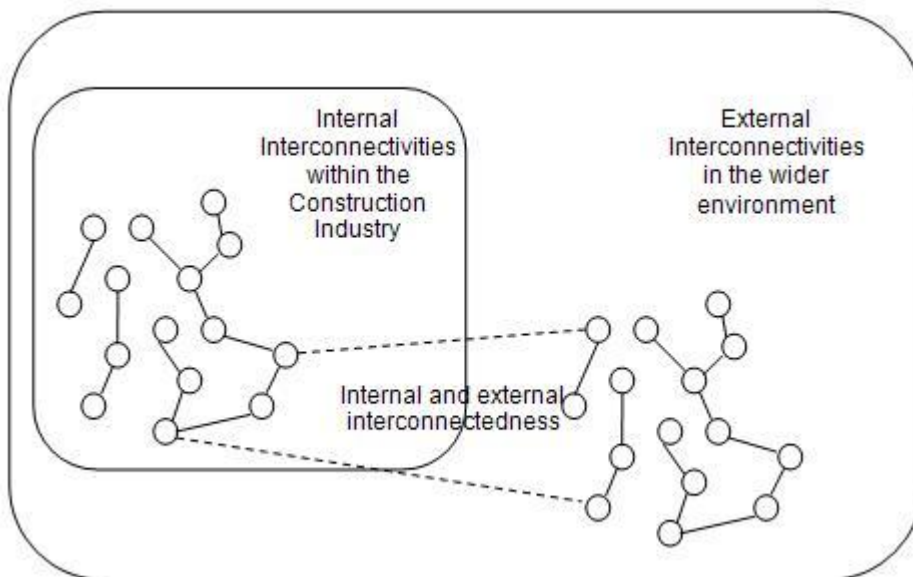 Internal
Interconnectivities
within the
Construction
Industry
External
Interconnectivities
in the wider
environment
Internal and external
interconnectedness